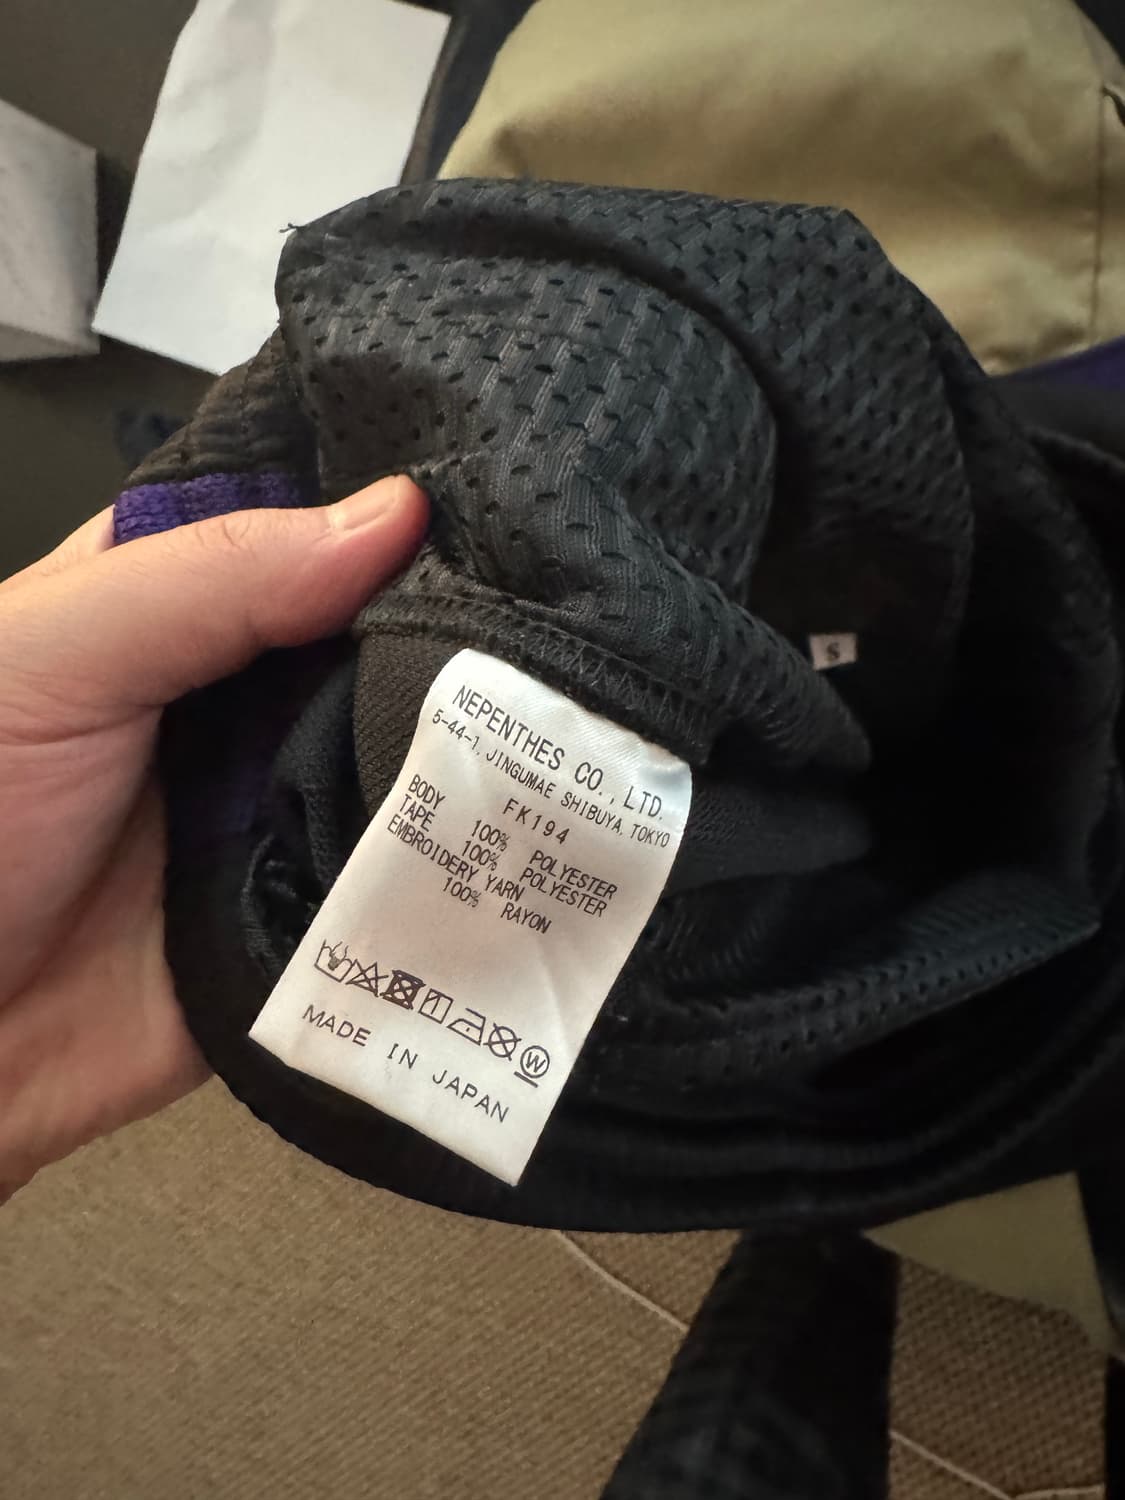 NEPENTHES CO., LTD.
5-44-1, JINGUMAE SHIBUYA, TOKYO
FK194
BODY
100% POLYESTER
TAPE
100% POLYESTER
EMBROIDERY YARN
100% RAYON
W
MADE IN JAPAN
S